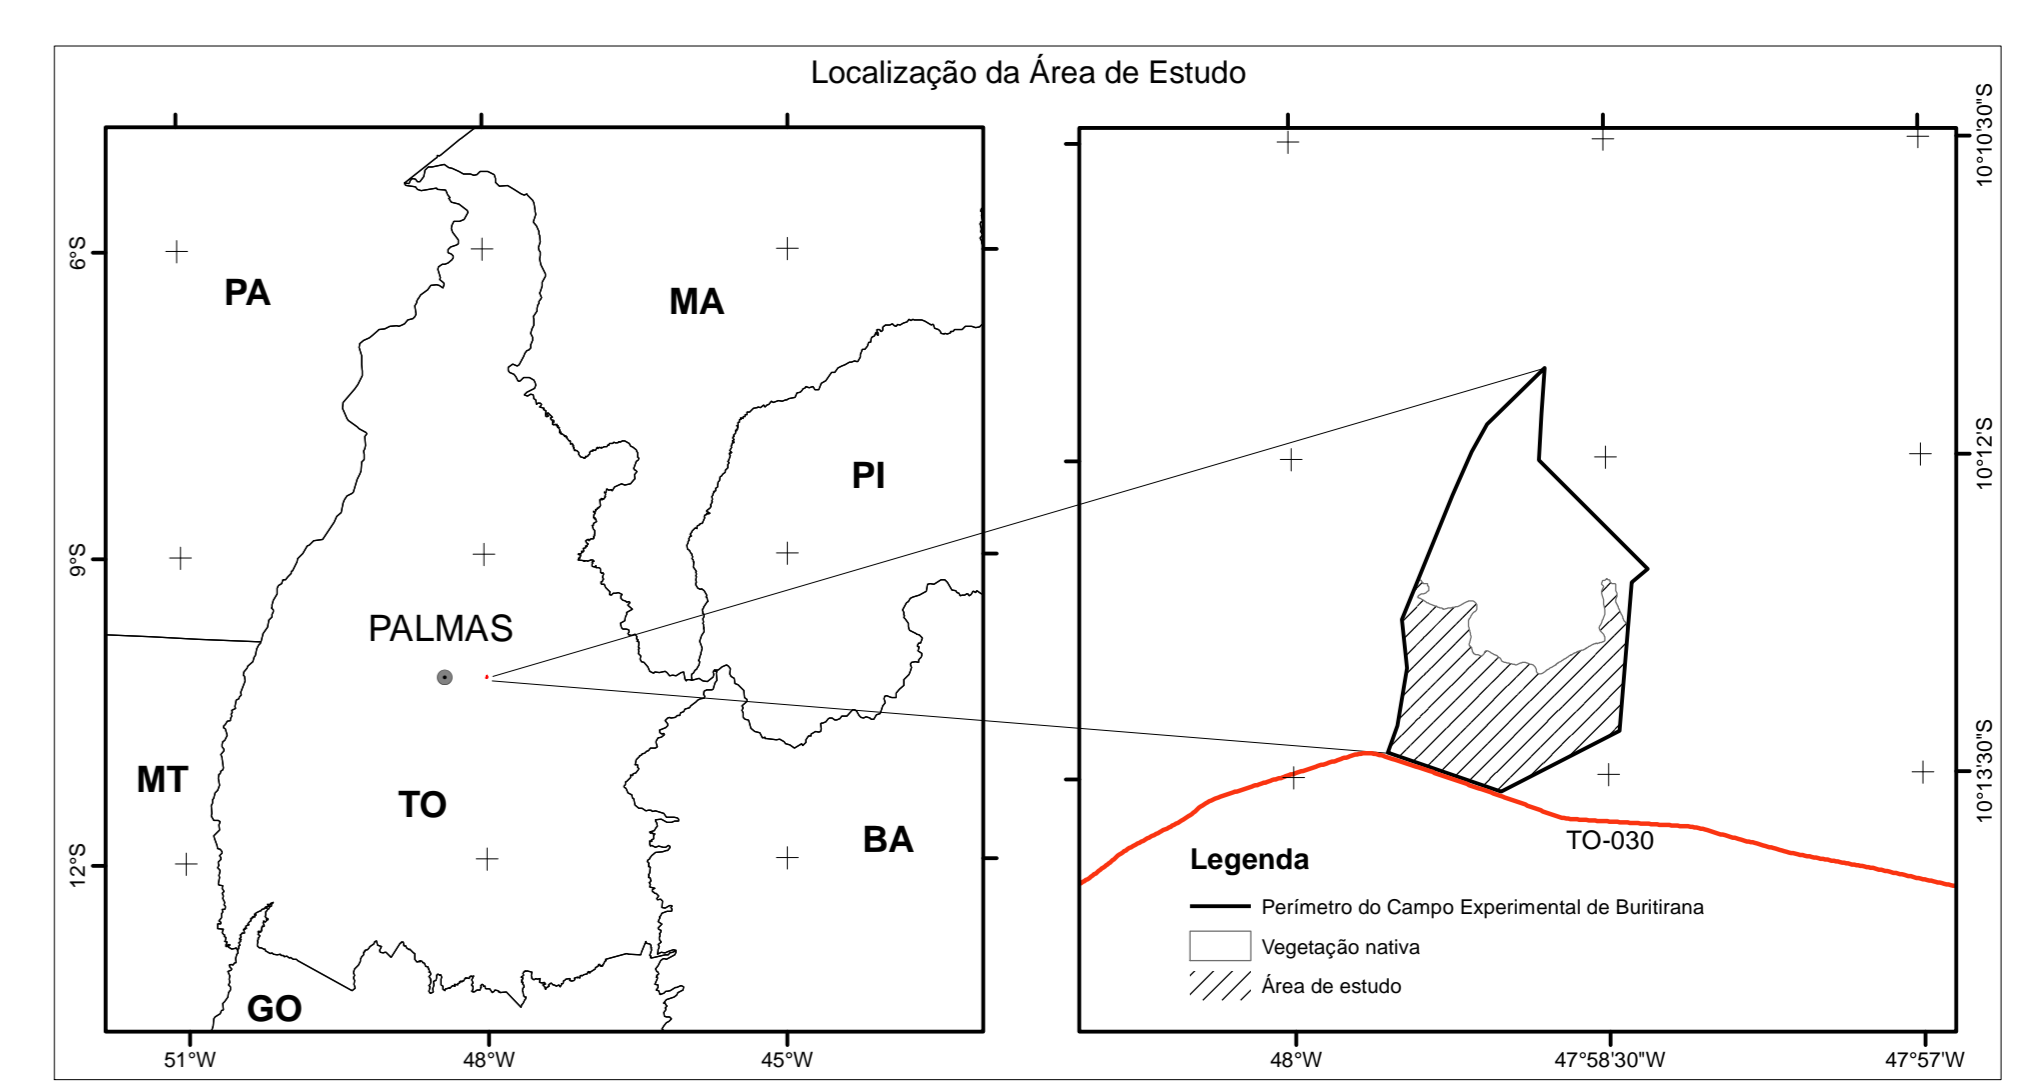 Localização da Área de Estudo
6°S
9°S
12°S
PA
MA
PI
PALMAS
MT
TO
BA
GO
51°W
48°W
45°W
10°10'30"S
10°12'S
10°13'30"S
TO-030
Legenda
Perímetro do Campo Experimental de Buritirana
Vegetação nativa
Área de estudo
48°W
47°58'30"W
47°57'W